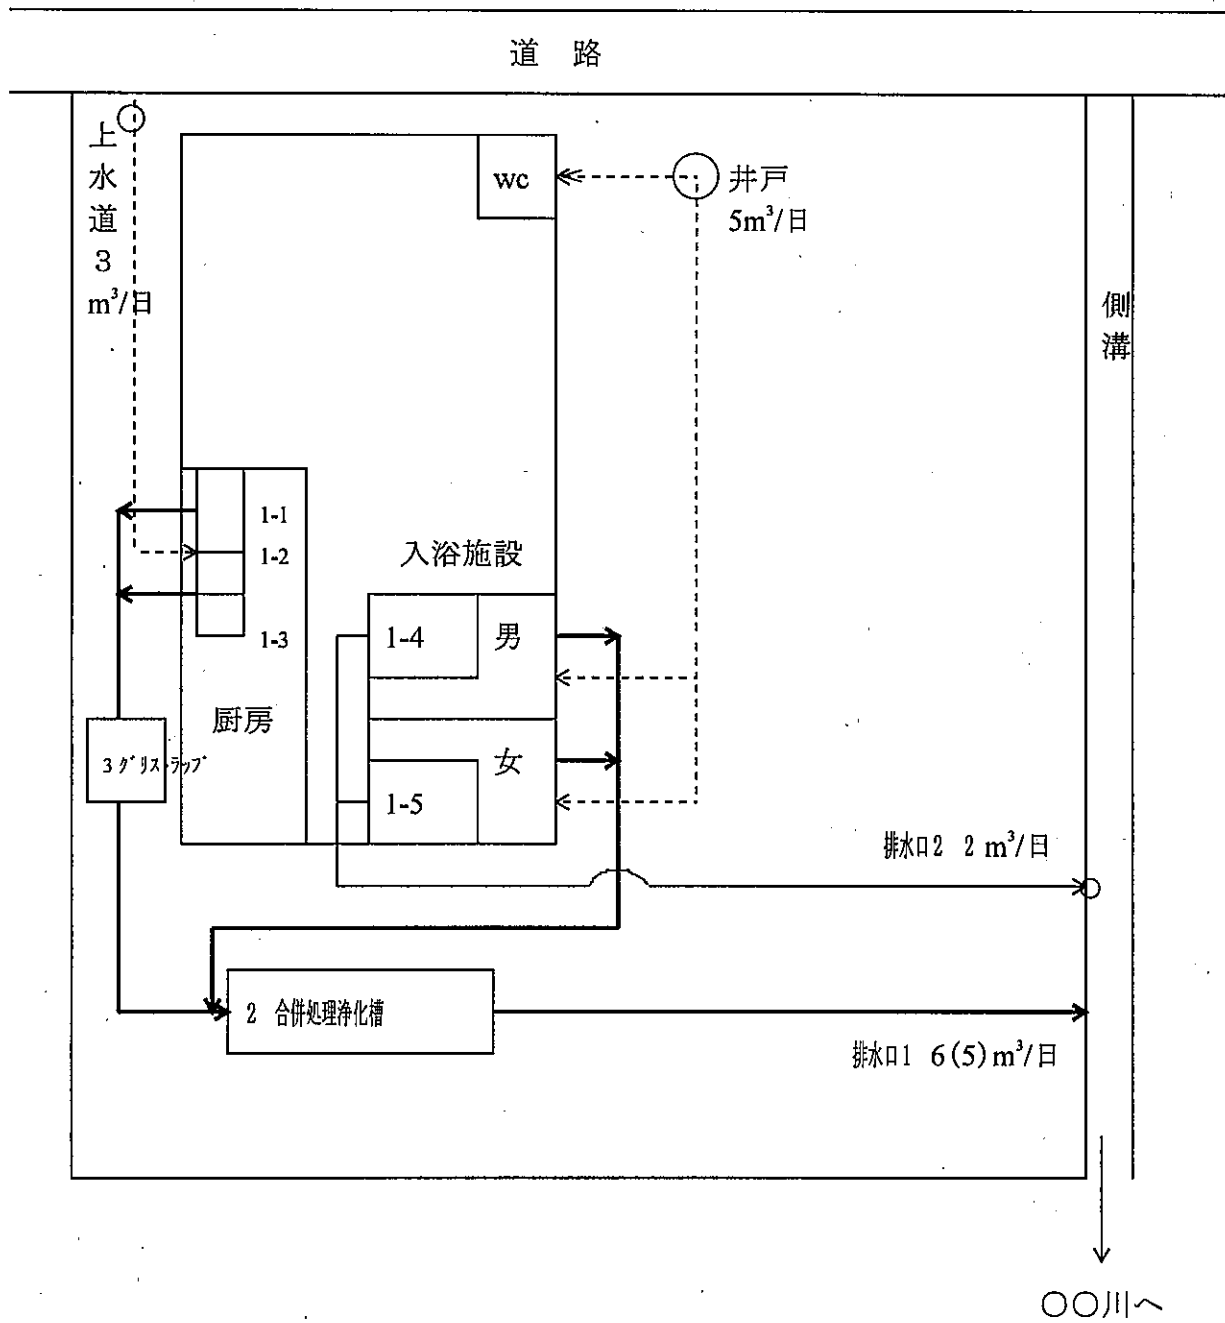 道 路
上
水
道
3
m³/日
wc
井戸
5m³/日
側
溝
1-1
1-2
1-3
入浴施設
1-4
男
厨房
3 グリストラップ
女
1-5
排水口2 2 m³/日
2 合併処理浄化槽
排水口1 6(5)m³/日
○○川へ